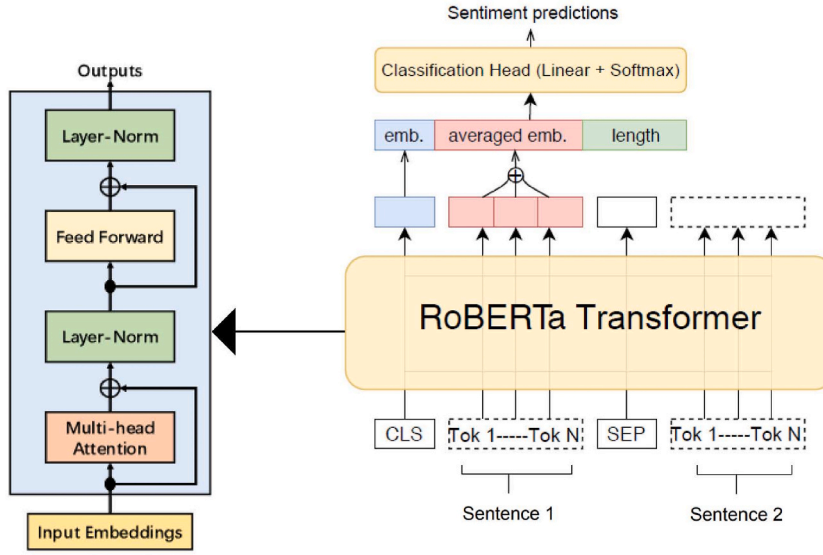 Sentiment predictions
Classification Head (Linear + Softmax)
emb. averaged emb. length
RoBERTa Transformer
CLS Tok 1-----Tok N SEP Tok 1-----Tok N
Sentence 1 Sentence 2
Outputs
Layer-Norm
Feed Forward
Layer-Norm
Multi-head
Attention
Input Embeddings